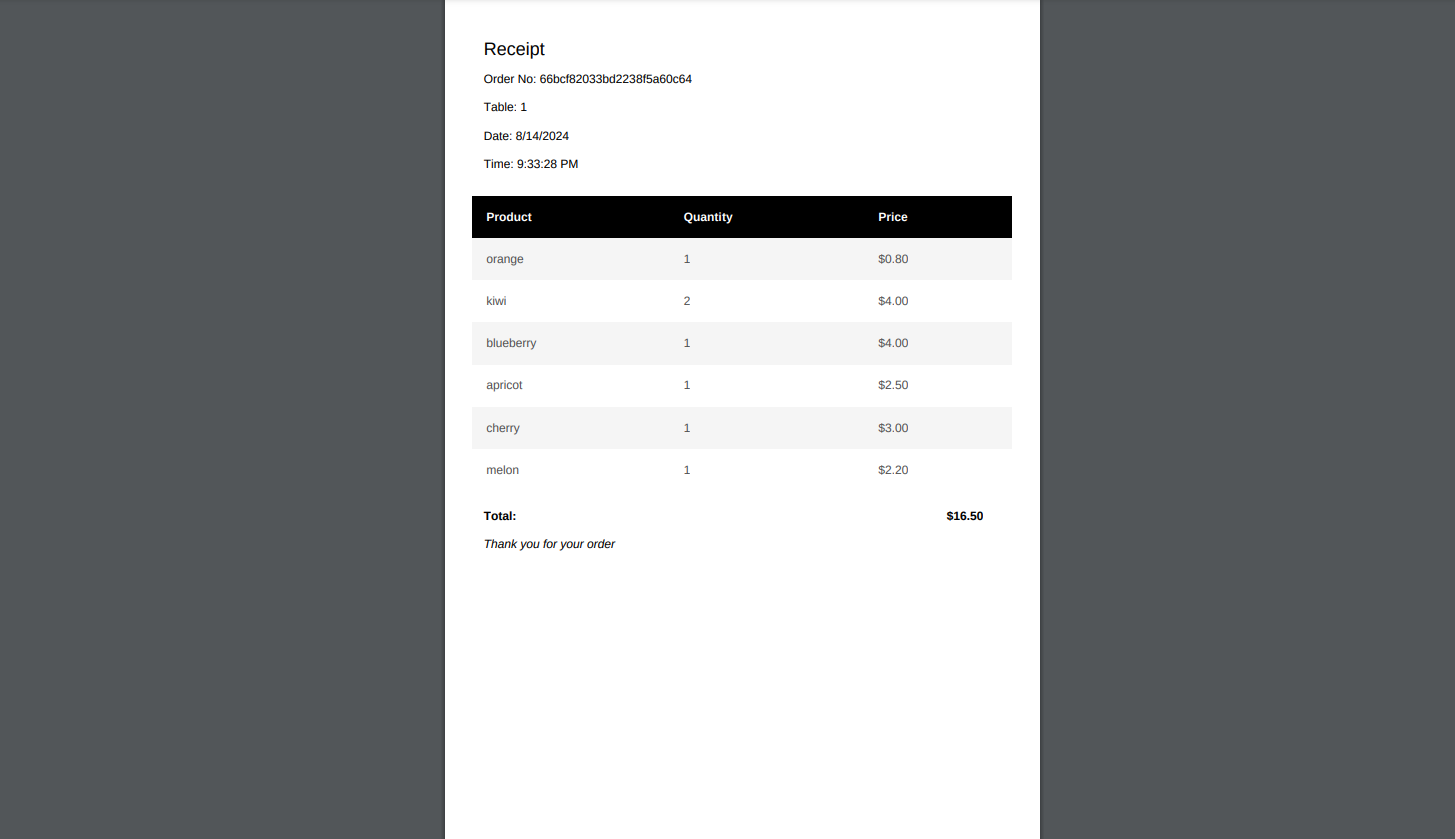 Receipt
Order No: 66bcf82033bd2238f5a60c64
Table: 1
Date: 8/14/2024
Time: 9:33:28 PM
Product Quantity Price
orange 1 $0.80
kiwi 2 $4.00
blueberry 1 $4.00
apricot 1 $2.50
cherry 1 $3.00
melon 1 $2.20
Total: $16.50
Thank you for your order